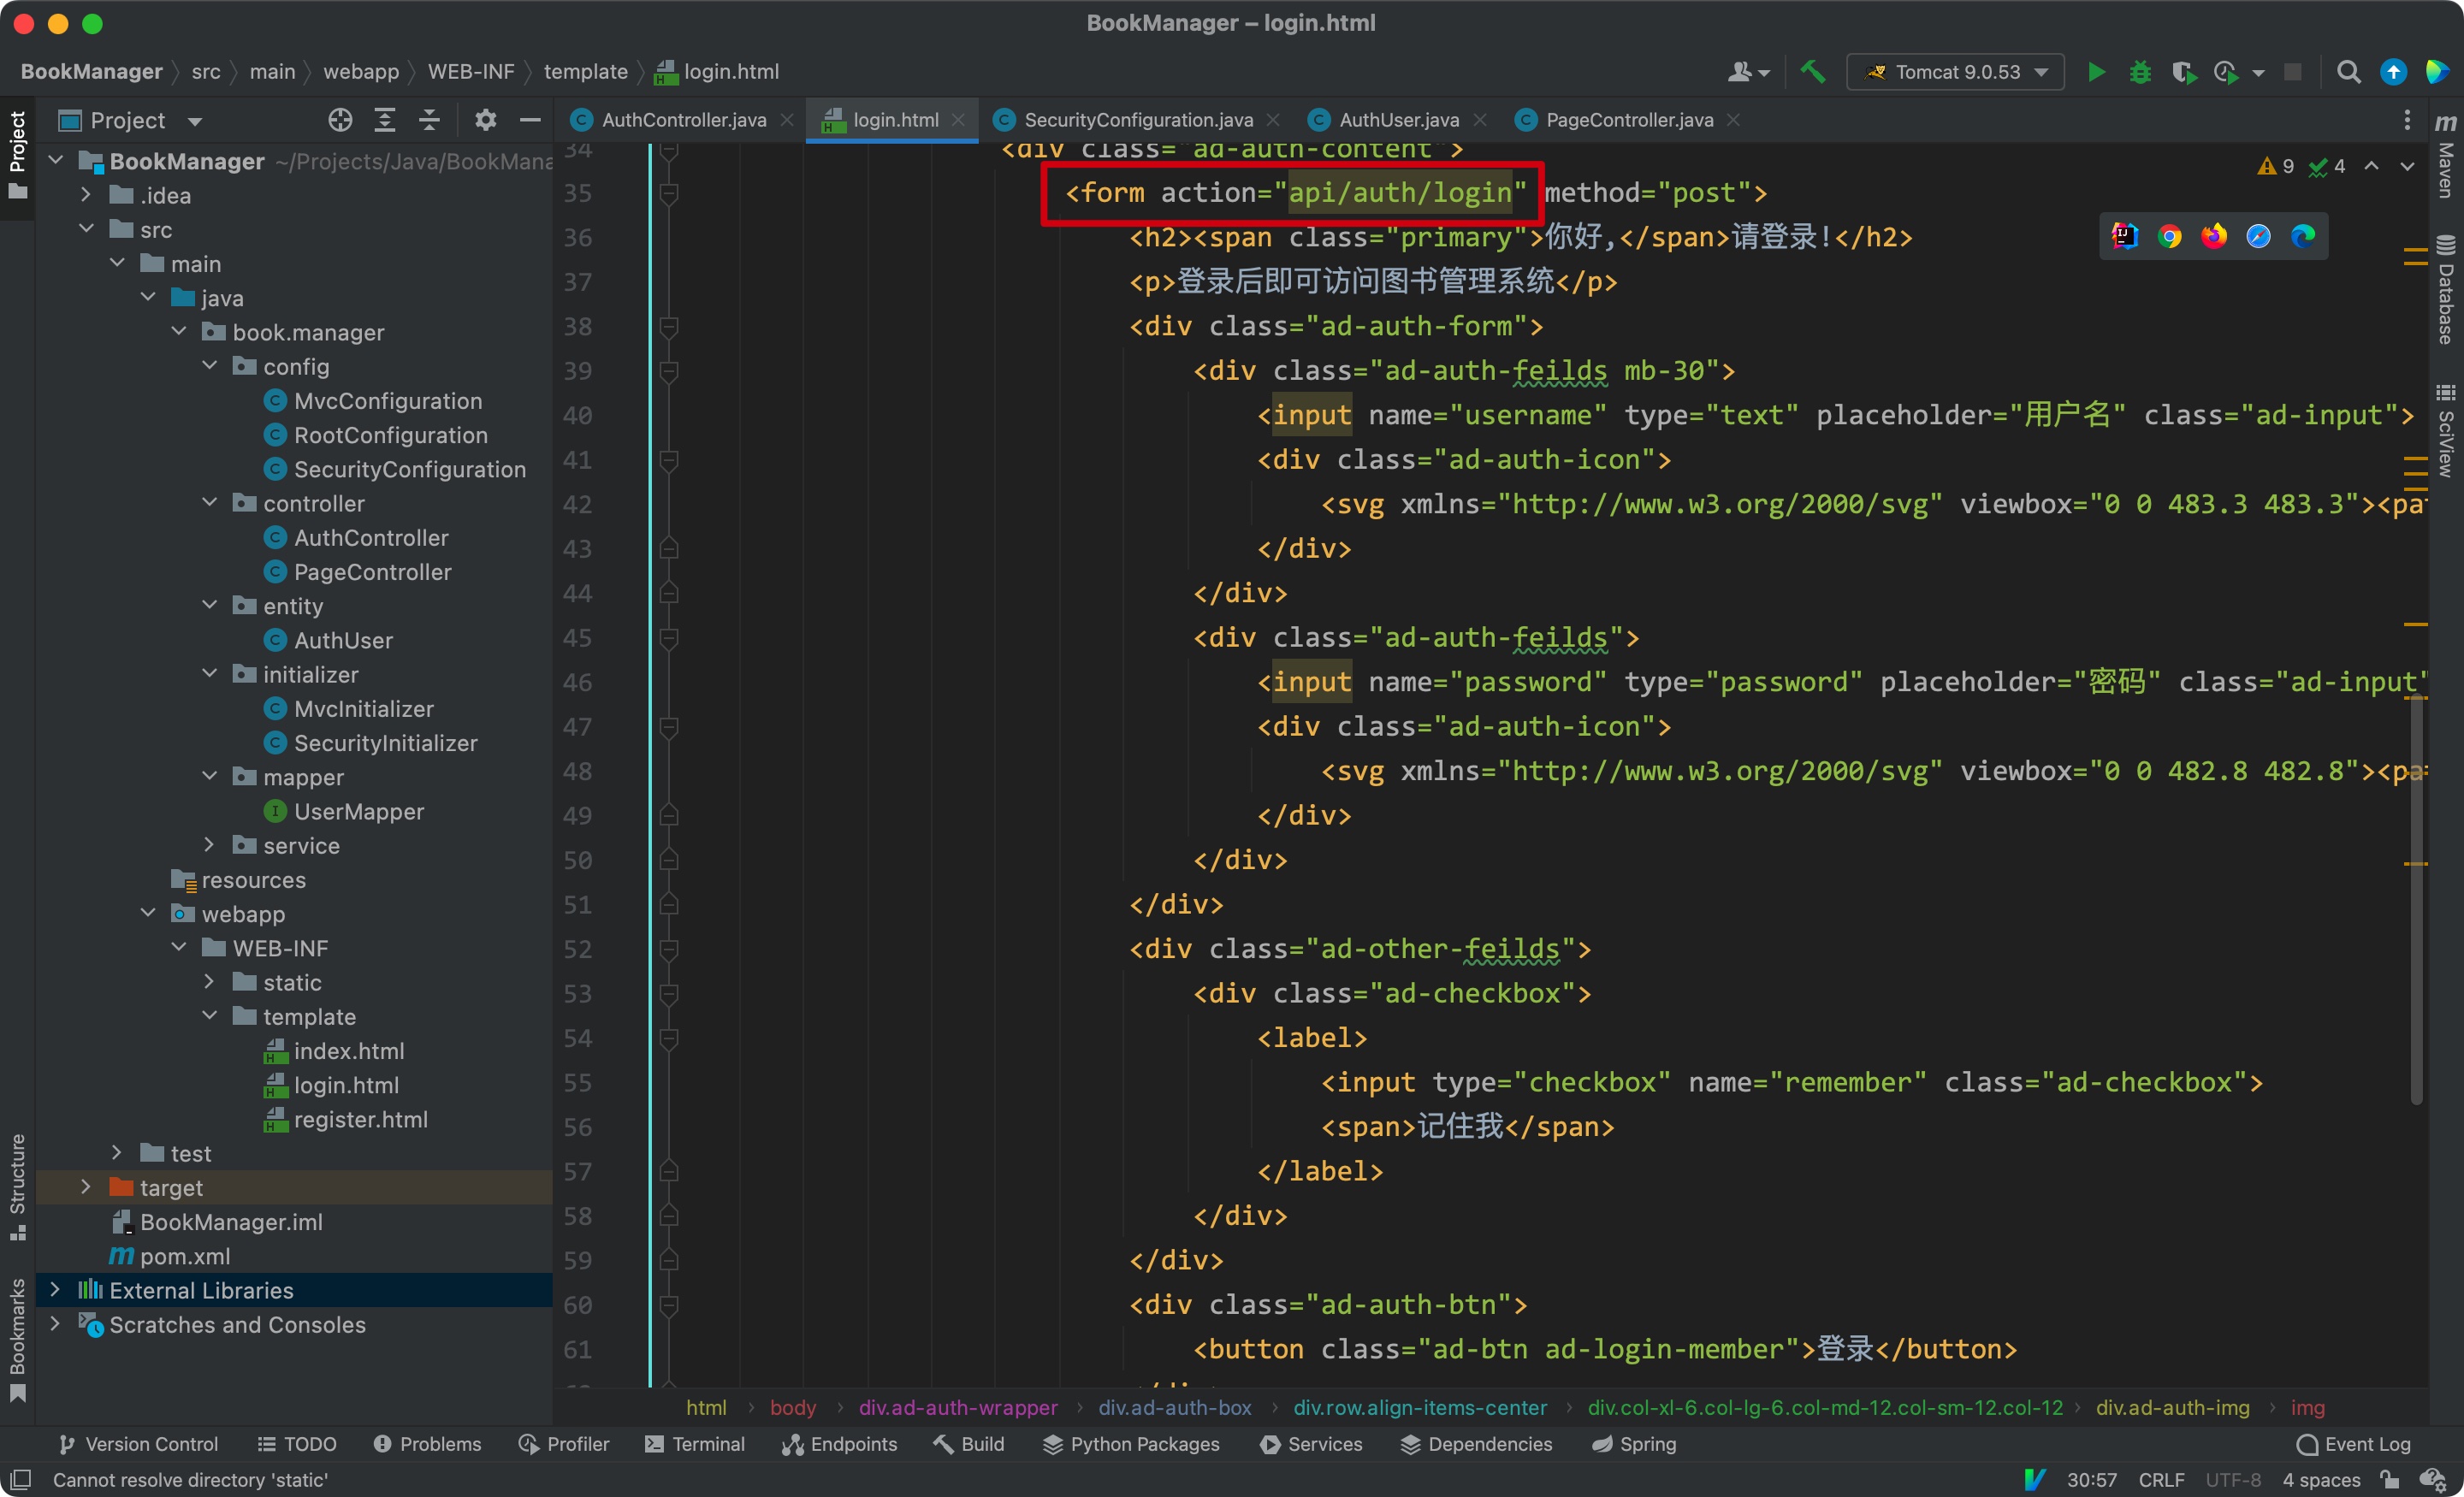 BookManager – login.html
BookManager src main webapp WEB-INF template login.html
Tomcat 9.0.53
Project
AuthController.java login.html SecurityConfiguration.java AuthUser.java PageController.java
Project
Structure
Bookmarks
BookManager ~/Projects/Java/BookMana
.idea
src
main
java
book.manager
config
MvcConfiguration
RootConfiguration
SecurityConfiguration
controller
AuthController
PageController
entity
AuthUser
initializer
MvcInitializer
SecurityInitializer
mapper
UserMapper
service
resources
webapp
WEB-INF
static
template
index.html
login.html
register.html
test
target
BookManager.iml
pom.xml
External Libraries
Scratches and Consoles
34 <div class="ad-auth-content">
35 <form action="api/auth/login" method="post">
36 <h2><span class="primary">你好,</span>请登录!</h2>
37 <p>登录后即可访问图书管理系统</p>
38 <div class="ad-auth-form">
39 <div class="ad-auth-feilds mb-30">
40 <input name="username" type="text" placeholder="用户名" class="ad-input">
41 <div class="ad-auth-icon">
42 <svg xmlns="http://www.w3.org/2000/svg" viewbox="0 0 483.3 483.3"><pat
43 </div>
44 </div>
45 <div class="ad-auth-feilds">
46 <input name="password" type="password" placeholder="密码" class="ad-input"
47 <div class="ad-auth-icon">
48 <svg xmlns="http://www.w3.org/2000/svg" viewbox="0 0 482.8 482.8"><pat
49 </div>
50 </div>
51 </div>
52 <div class="ad-other-feilds">
53 <div class="ad-checkbox">
54 <label>
55 <input type="checkbox" name="remember" class="ad-checkbox">
56 <span>记住我</span>
57 </label>
58 </div>
59 </div>
60 <div class="ad-auth-btn">
61 <button class="ad-btn ad-login-member">登录</button>
9 4
m Maven
Database
SciView
html body div.ad-auth-wrapper div.ad-auth-box div.row.align-items-center div.col-xl-6.col-lg-6.col-md-12.col-sm-12.col-12 div.ad-auth-img img
Version Control TODO Problems Profiler Terminal Endpoints Build Python Packages Services Dependencies Spring Event Log
Cannot resolve directory 'static' 30:57 CRLF UTF-8 4 spaces